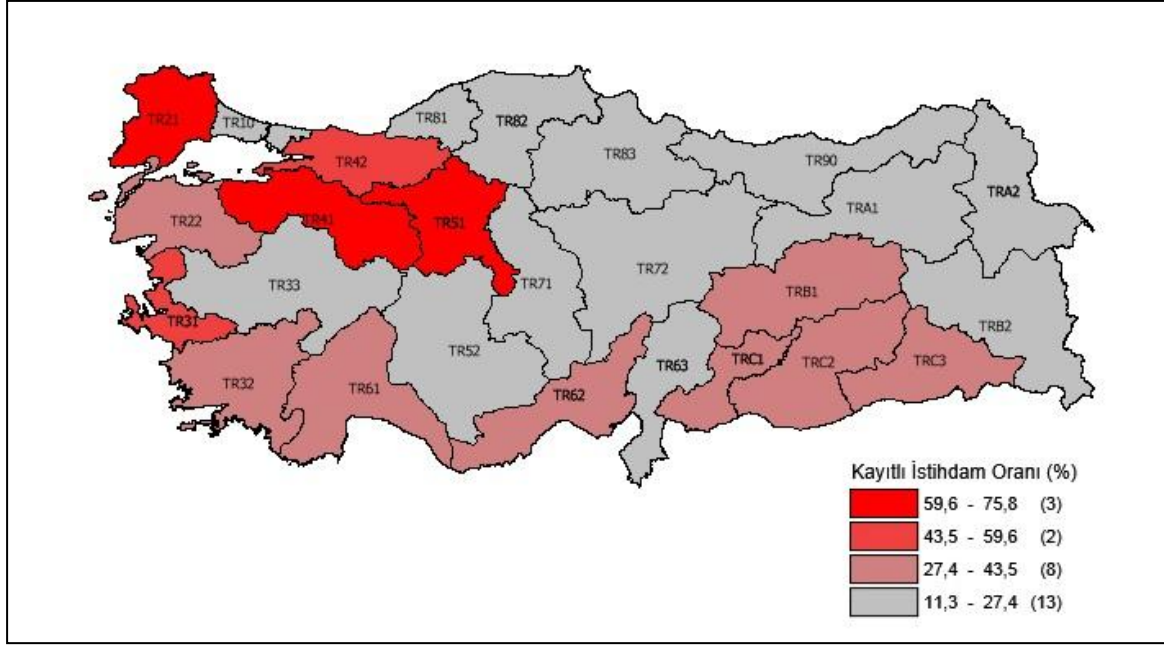 TR21
TR10
TR81
TR82
TR42
TR83
TR90
TRA2
TR22
TR41
TR51
TRA1
TR33
TR71
TR72
TRB1
TR31
TRB2
TR52
TR63
TRC1
TRC2
TRC3
TR32
TR61
TR62
Kayıtlı İstihdam Oranı (%)
59,6 - 75,8 (3)
43,5 - 59,6 (2)
27,4 - 43,5 (8)
11,3 - 27,4 (13)